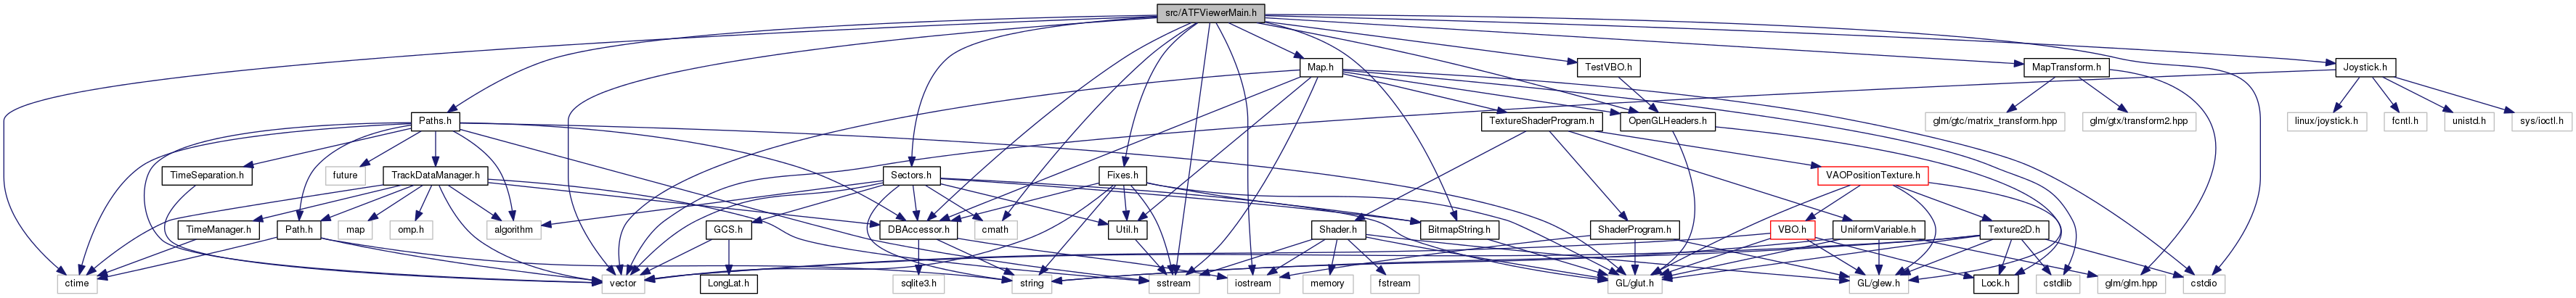 src/ATFViewerMain.h
Map.h
TestVBO.h
MapTransform.h
Joystick.h
Paths.h
TextureShaderProgram.h
OpenGLHeaders.h
glm/gtc/matrix_transform.hpp
glm/gtx/transform2.hpp
linux/joystick.h
fcntl.h
unistd.h
sys/ioctl.h
TimeSeparation.h
future
TrackDataManager.h
Sectors.h
Fixes.h
VAOPositionTexture.h
TimeManager.h
Path.h
map
omp.h
algorithm
GCS.h
DBAccessor.h
cmath
Util.h
BitmapString.h
Shader.h
ShaderProgram.h
VBO.h
UniformVariable.h
Texture2D.h
ctime
vector
LongLat.h
sqlite3.h
string
sstream
iostream
memory
fstream
GL/glut.h
GL/glew.h
Lock.h
cstdlib
glm/glm.hpp
cstdio